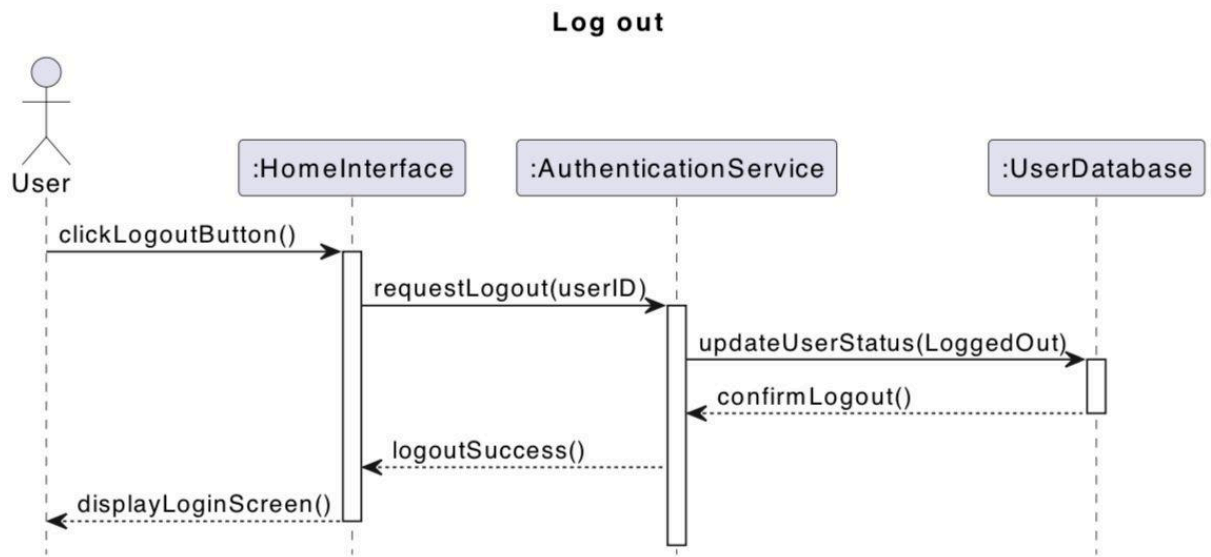 Log out
User
:HomeInterface
:AuthenticationService
:UserDatabase
clickLogoutButton()
requestLogout(userID)
updateUserStatus(LoggedOut)
confirmLogout()
logoutSuccess()
displayLoginScreen()